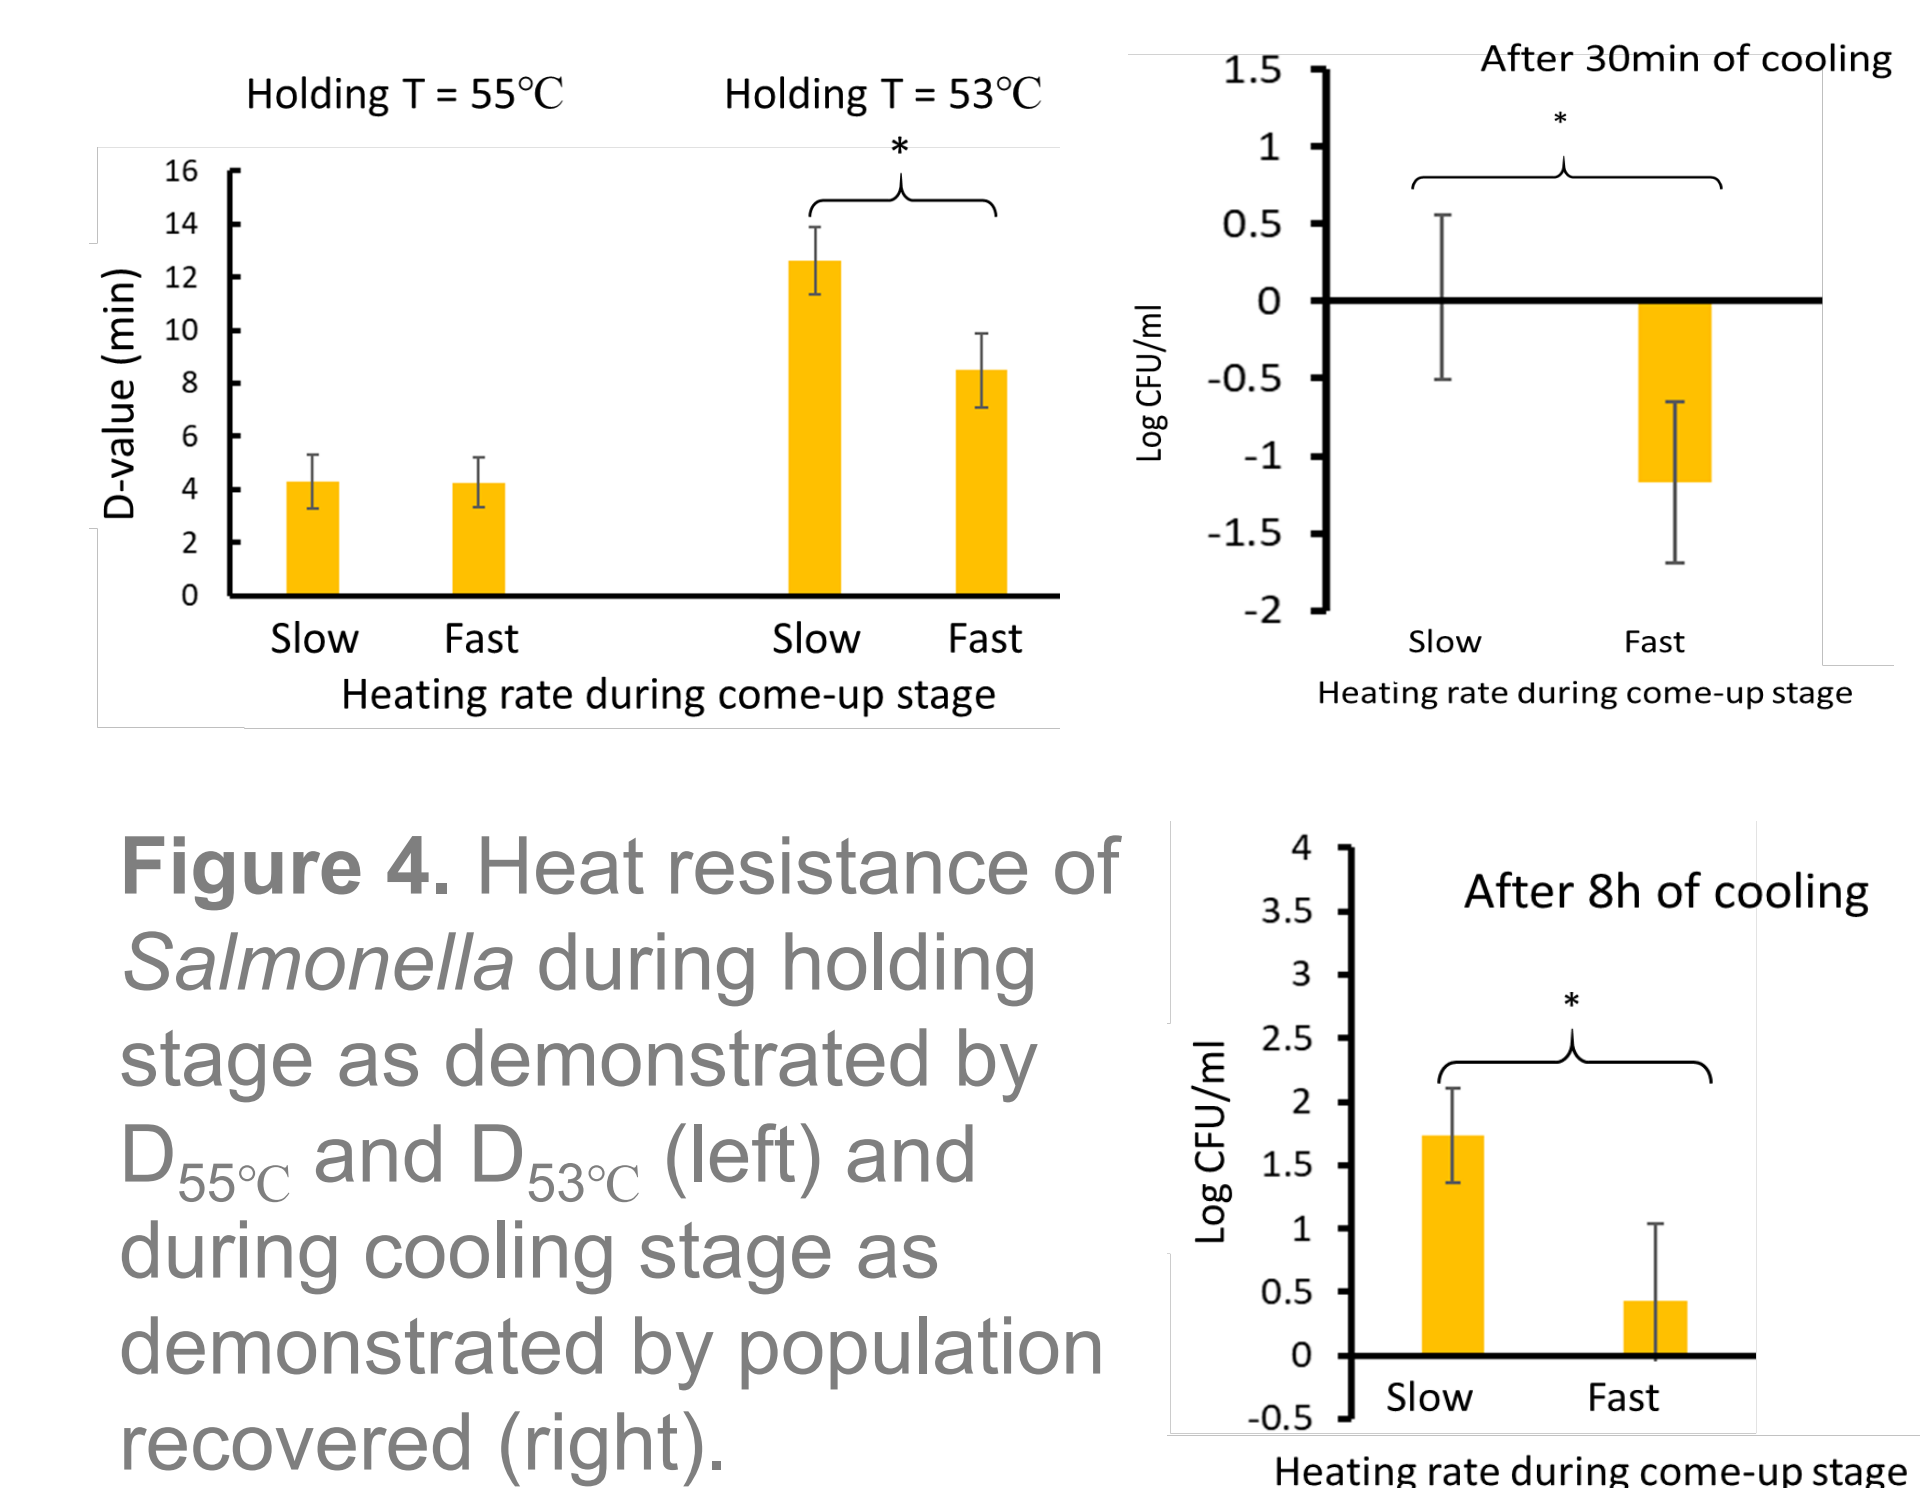 Holding T = 55℃
Holding T = 53℃
*
16
14
12
10
8
6
4
2
0
D-value (min)
Slow
Fast
Slow
Fast
Heating rate during come-up stage
After 30min of cooling
*
1.5
1
0.5
0
-0.5
-1
-1.5
-2
Log CFU/ml
Slow
Fast
Heating rate during come-up stage
Figure 4. Heat resistance of
Salmonella during holding
stage as demonstrated by
D55℃ and D53℃ (left) and
during cooling stage as
demonstrated by population
recovered (right).
After 8h of cooling
*
4
3.5
3
2.5
2
1.5
1
0.5
0
-0.5
Log CFU/ml
Slow
Fast
Heating rate during come-up stage